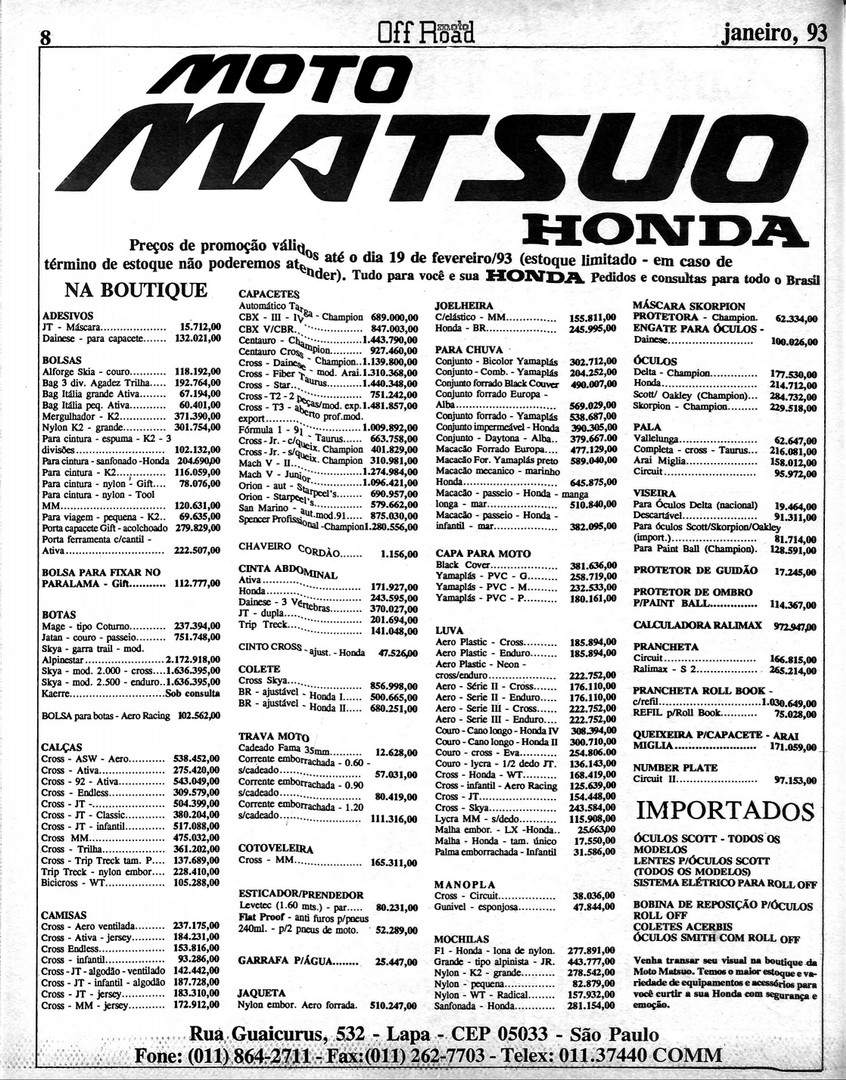 8
Off Road
moto
janeiro, 93
MOTO
MATSUO
HONDA
Preços de promoção válidos até o dia 19 de fevereiro/93 (estoque limitado - em caso de
término de estoque não poderemos atender). Tudo para você e sua HONDA Pedidos e consultas para todo o Brasil
NA BOUTIQUE
ADESIVOS
JT - Máscara............... 15.712,00
Dainese - para capacete...... 132.021,00
BOLSAS
Alforge Skia - couro.... 118.192,00
Bag 3 div. Agadez Trilha..... 192.764,00
Bag Itália grande Ativa........ 67.194,00
Bag Itália peq. Ativa........... 60.401,00
Mergulhador - K2............ 371.390,00
Nylon K2 - grande............ 301.754,00
Para cintura - espuma - K2 - 3
divisões....................... 102.132,00
Para cintura - sanfonado -Honda 204.690,00
Para cintura - K2.............. 116.059,00
Para cintura - nylon - Gift.... 78.076,00
Para cintura - nylon - Tool
MM............................ 120.631,00
Para viagem - pequena - K2.. 69.635,00
Porta capacete Gift - acolchoado 279.829,00
Porta ferramenta c/cantil -
Ativa........................... 222.507,00
BOLSA PARA FIXAR NO
PARALAMA - Gift............ 112.777,00
BOTAS
Mage - tipo Coturno........... 237.394,00
Jatan - couro - passeio......... 751.748,00
Skya - garra trail - mod.
Alpinestar....................2.172.918,00
Skya - mod. 2.000 - cross....1.636.395,00
Skya - mod. 2.500 - enduro..1.636.395,00
Kaerre.......................Sob consulta
BOLSA para botas - Aero Racing 102.562,00
CALÇAS
Cross - ASW - Aero............ 538.452,00
Cross - Ativa.................. 275.420,00
Cross - 92 - Ativa............. 543.049,00
Cross - Endless................ 309.579,00
Cross - JT -................... 504.399,00
Cross - JT - Classic........... 380.204,00
Cross - JT - infantil.......... 517.088,00
Cross MM..................... 475.032,00
Cross - Trilha................. 361.202,00
Cross - Trip Treck tam. P.... 137.689,00
Trip Treck - nylon embor.... 228.410,00
Bicicross - WT............... 105.288,00
CAMISAS
Cross - Aero ventilada......... 237.175,00
Cross - Ativa - jersey.......... 184.231,00
Cross Endless.................. 153.816,00
Cross - infantil................ 93.286,00
Cross - JT - algodão - ventilado 142.442,00
Cross - JT - infantil - algodão 187.728,00
Cross - JT - jersey............. 183.310,00
Cross - MM - jersey.......... 172.912,00
CAPACETES
Automático Targa
CBX - III - IV - Champion 689.000,00
CBX V/CBR............... 847.003,00
Centauro - Champion.....1.443.790,00
Centauro Cross........... 927.460,00
Cross - Dainese - Champion..1.139.800,00
Cross - Fiber - mod. Arai.1.310.368,00
Cross - Star - Taurus.....1.440.348,00
Cross - T2 - 2 peças/mod. exp. 751.242,00
Cross - T3 - aberto prof.mod. 1.481.857,00
export......................
Fórmula 1 - 91 - Taurus...1.009.892,00
Cross - Jr. - c/queix. Champion 663.758,00
Cross - Jr. - s/queix. Champion 401.829,00
Mach V - II................ 310.981,00
Mach V - Junior...........1.274.984,00
Orion - aut - Starpeel's....1.096.421,00
Orion - Starpeel's......... 690.957,00
San Marino - aut.mod.91... 579.662,00
Spencer Profissional -Champion 875.030,00
1.280.556,00
CHAVEIRO CORDÃO....... 1.156,00
CINTA ABDOMINAL
Ativa....................... 171.927,00
Honda...................... 243.595,00
Dainese - 3 Vértebras........ 370.027,00
JT - dupla.................. 201.694,00
Trip Treck................. 141.048,00
CINTO CROSS - ajust. - Honda 47.526,00
COLETE
Cross Skya................. 856.998,00
BR - ajustável - Honda I..... 500.665,00
BR - ajustável - Honda II..... 680.251,00
TRAVA MOTO
Cadeado Fama 35mm......... 12.628,00
Corrente emborrachada - 0.60 -
s/cadeado................... 57.031,00
Corrente emborrachada - 0.90
s/cadeado................... 80.419,00
Corrente emborrachada - 1.20
s/cadeado................... 111.316,00
COTOVELEIRA
Cross - MM................. 165.311,00
ESTICADOR/PRENDEDOR
Levetec (1.60 mts.) - par..... 80.231,00
Flat Proof - anti furos p/pneus
240ml. - p/2 pneus de moto. 52.289,00
GARRAFA P/ÁGUA........ 25.447,00
JAQUETA
Nylon embor. Aero forrada. 510.247,00
JOELHEIRA
C/elástico - MM.............. 155.811,00
Honda - BR.................. 245.995,00
PARA CHUVA
Conjunto - Bicolor Yamaplás 302.712,00
Conjunto - Comb. - Yamaplás 204.252,00
Conjunto forrado Black Couver 490.007,00
Conjunto forrado Europa -
Alba......................... 569.029,00
Conjunto forrado - Yamaplás 538.687,00
Conjunto impermeável - Honda 390.305,00
Conjunto - Daytona - Alba.. 379.667,00
Macacão Forrado Europa.... 477.129,00
Macacão For. Yamaplás preto 589.040,00
Macacão mecanico - marinho
Honda....................... 645.875,00
Macacão - passeio - Honda - manga
longa - mar.................. 510.840,00
Macacão - passeio - Honda -
infantil - mar................ 382.095,00
CAPA PARA MOTO
Black Cover.................. 381.636,00
Yamaplás - PVC - G........ 258.719,00
Yamaplás - PVC - M........ 232.533,00
Yamaplás - PVC - P........ 180.161,00
LUVA
Aero Plastic - Cross.......... 185.894,00
Aero Plastic - Enduro........ 185.894,00
Aero Plastic - Neon -
cross/enduro................ 222.752,00
Aero - Série II - Cross........ 176.110,00
Aero - Serie II - Enduro..... 176.110,00
Aero - Serie III - Cross....... 222.752,00
Aero - Serie III - Enduro..... 222.752,00
Couro - Cano longo - Honda IV 308.394,00
Couro - Cano longo - Honda II 300.710,00
Couro - cross - Eva........... 254.806,00
Couro - lycra - 1/2 dedo JT. 136.143,00
Cross - Honda - WT.......... 168.419,00
Cross - infantil - Aero Racing 125.639,00
Cross - JT................... 154.448,00
Cross - Skya................. 243.584,00
Lycra MM - s/dedo.......... 115.908,00
Malha embor. - LX -Honda.. 25.663,00
Malha - Honda - tam. único 17.550,00
Palma emborrachada - Infantil 31.586,00
MANOPLA
Cross - Circuit............... 38.036,00
Gunivel - esponjosa.......... 47.844,00
MOCHILAS
F1 - Honda - lona de nylon. 277.891,00
Grande - tipo alpinista - JR. 443.777,00
Nylon - K2 - grande......... 278.542,00
Nylon - pequena............ 82.879,00
Nylon - WT - Radical........ 157.932,00
Sanfonada - Honda.......... 281.154,00
MÁSCARA SKORPION
PROTETORA - Champion. 62.334,00
ENGATE PARA ÓCULOS -
Dainese...................... 100.026,00
ÓCULOS
Delta - Champion............ 177.530,00
Honda........................ 214.712,00
Scott/ Oakley (Champion)... 284.732,00
Skorpion - Champion........ 229.518,00
PALA
Vallelunga................... 62.647,00
Completa - cross - Taurus... 216.081,00
Arai Miglia.................. 158.012,00
Circuit...................... 95.972,00
VISEIRA
Para Óculos Delta (nacional) 19.464,00
Descartável.................. 91.311,00
Para óculos Scott/Skorpion/Oakley
(import.).................... 81.714,00
Para Paint Ball (Champion). 128.591,00
PROTETOR DE GUIDÃO 17.245,00
PROTETOR DE OMBRO
P/PAINT BALL.............. 114.367,00
CALCULADORA RALIMAX 972.947,00
PRANCHETA
Circuit...................... 166.815,00
Ralimax - S 2............... 265.214,00
PRANCHETA ROLL BOOK -
c/refil......................1.030.649,00
REFIL p/Roll Book.......... 75.028,00
QUEIXEIRA P/CAPACETE - ARAI
MIGLIA..................... 171.059,00
NUMBER PLATE
Circuit II.................... 97.153,00
IMPORTADOS
ÓCULOS SCOTT - TODOS OS
MODELOS
LENTES P/ÓCULOS SCOTT
(TODOS OS MODELOS)
SISTEMA ELÉTRICO PARA ROLL OFF
BOBINA DE REPOSIÇÃO P/ÓCULOS
ROLL OFF
COLETES ACERBIS
ÓCULOS SMITH COM ROLL OFF
Venha transar seu visual na boutique da
Moto Matsuo. Temos o maior estoque e va-
riedade de equipamentos e acessórios para
você curtir a sua Honda com segurança e
emoção.
Rua Guaicurus, 532 - Lapa - CEP 05033 - São Paulo
Fone: (011) 864-2711 - Fax:(011) 262-7703 - Telex: 011.37440 COMM